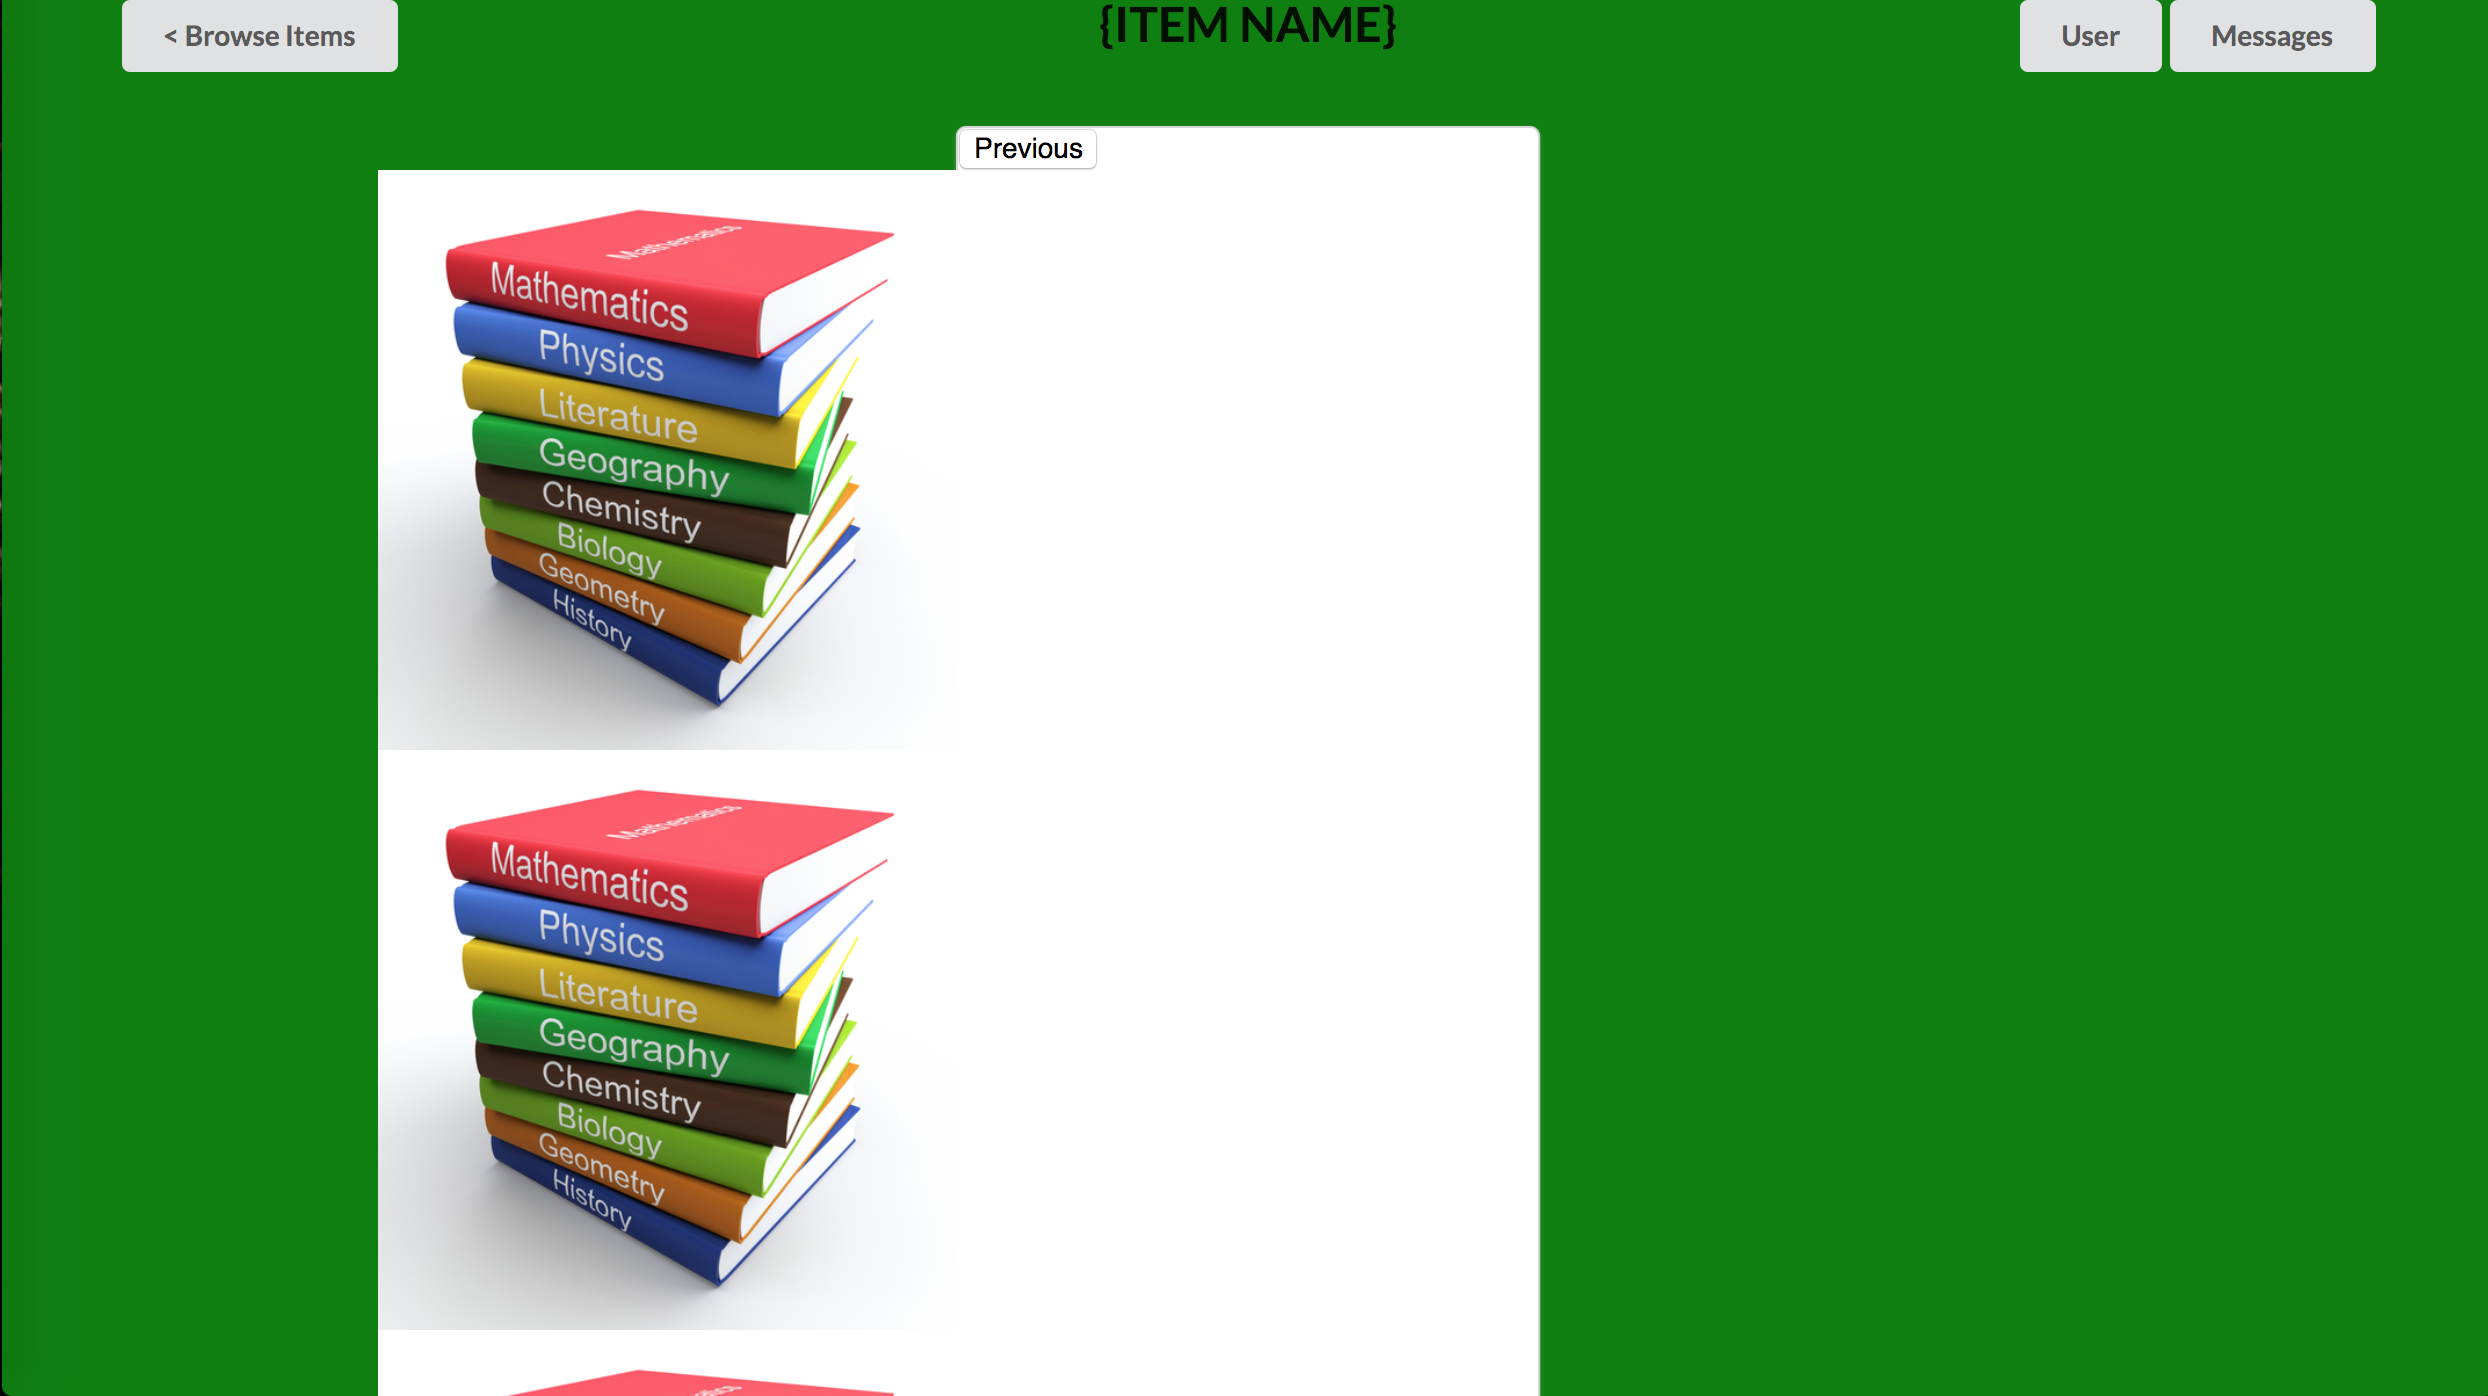 < Browse Items
{ITEM NAME}
User
Messages
Previous
Mathematics
Mathematics
Physics
Literature
Geography
Chemistry
Biology
Geometry
History
Mathematics
Mathematics
Physics
Literature
Geography
Chemistry
Biology
Geometry
History